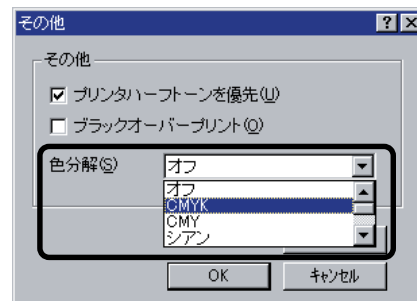 その他
その他
プリンタハーフトーンを優先(U)
ブラックオーバープリント(O)
色分解(S) オフ
オフ
CMYK
CMY
シアン
OK キャンセル